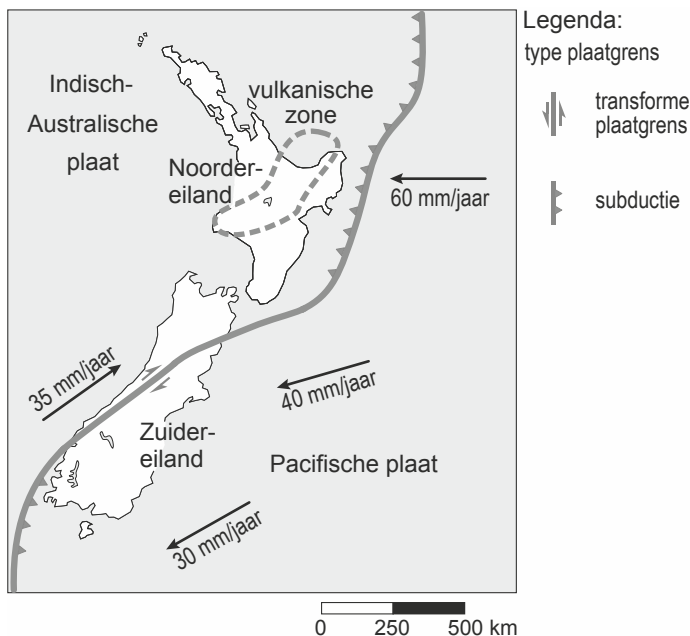 Indisch-
Australische
plaat
vulkanische
zone
Noorder-
eiland
60 mm/jaar
35 mm/jaar
40 mm/jaar
Zuider-
eiland
Pacifische plaat
30 mm/jaar
0 250 500 km
Legenda:
type plaatgrens
transforme
plaatgrens
subductie